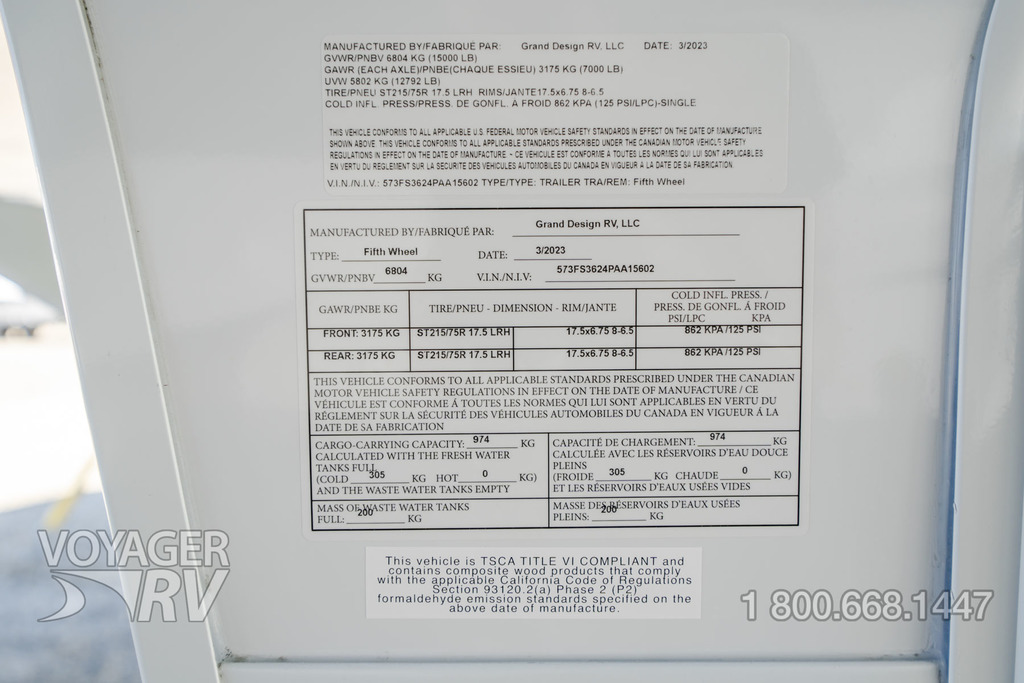 MANUFACTURED BY/FABRIQUÉ PAR: Grand Design RV, LLC DATE: 3/2023
GVWR/PNBV 6804 KG (15000 LB)
GAWR (EACH AXLE)/PNBE(CHAQUE ESSIEU) 3175 KG (7000 LB)
UVW 5802 KG (12792 LB)
TIRE/PNEU ST215/75R 17.5 LRH RIMS/JANTE17.5x6.75 8-6.5
COLD INFL. PRESS/PRESS. DE GONFL. A FROID 862 KPA (125 PSI/LPC)-SINGLE
THIS VEHICLE CONFORMS TO ALL APPLICABLE U.S. FEDERAL MOTOR VEHICLE SAFETY STANDARDS IN EFFECT ON THE DATE OF MANUFACTURE
SHOWN ABOVE. THIS VEHICLE CONFORMS TO ALL APPLICABLE STANDARDS PRESCRIBED UNDER THE CANADIAN MOTOR VEHICLE SAFETY
REGULATIONS IN EFFECT ON THE DATE OF MANUFACTURE - CE VEHICULE EST CONFORME A TOUTES LES NORMES QUI LUI SONT APPLICABLES
EN VERTU DU REGLEMENT SUR LA SECURITE DES VEHICULES AUTOMOBILES DU CANADA EN VIGUEUR A LA DATE DE SA FABRICATION.
V.I.N./N.I.V.: 573FS3624PAA15602 TYPE/TYPE: TRAILER TRA/REM: Fifth Wheel
MANUFACTURED BY/FABRIQUÉ PAR: Grand Design RV, LLC
TYPE: Fifth Wheel DATE: 3/2023
GVWR/PNBV 6804 KG V.I.N./N.I.V: 573FS3624PAA15602
GAWR/PNBE KG TIRE/PNEU - DIMENSION - RIM/JANTE COLD INFL. PRESS. /
PRESS. DE GONFL. Á FROID
PSI/LPC KPA
FRONT: 3175 KG ST215/75R 17.5 LRH 17.5x6.75 8-6.5 862 KPA /125 PSI
REAR: 3175 KG ST215/75R 17.5 LRH 17.5x6.75 8-6.5 862 KPA /125 PSI
THIS VEHICLE CONFORMS TO ALL APPLICABLE STANDARDS PRESCRIBED UNDER THE CANADIAN
MOTOR VEHICLE SAFETY REGULATIONS IN EFFECT ON THE DATE OF MANUFACTURE / CE
VÉHICULE EST CONFORME Á TOUTES LES NORMES QUI LUI SONT APPLICABLES EN VERTU DU
RÉGLEMENT SUR LA SÉCURITÉ DES VÉHICULES AUTOMOBILES DU CANADA EN VIGUEUR Á LA
DATE DE SA FABRICATION
CARGO-CARRYING CAPACITY: 974 KG
CALCULATED WITH THE FRESH WATER
TANKS FULL
(COLD 305 KG HOT 0 KG)
AND THE WASTE WATER TANKS EMPTY
CAPACITÉ DE CHARGEMENT: 974 KG
CALCULÉE AVEC LES RÉSERVOIRS D'EAU DOUCE
PLEINS
(FROIDE 305 KG CHAUDE 0 KG)
ET LES RÉSERVOIRS D'EAUX USÉES VIDES
MASS OF WASTE WATER TANKS
FULL: 200 KG
MASSE DES RÉSERVOIRS D'EAUX USÉES
PLEINS: 200 KG
This vehicle is TSCA TITLE VI COMPLIANT and
contains composite wood products that comply
with the applicable California Code of Regulations
Section 93120.2(a) Phase 2 (P2)
formaldehyde emission standards specified on the
above date of manufacture.
VOYAGER
RV
1 800.668.1447